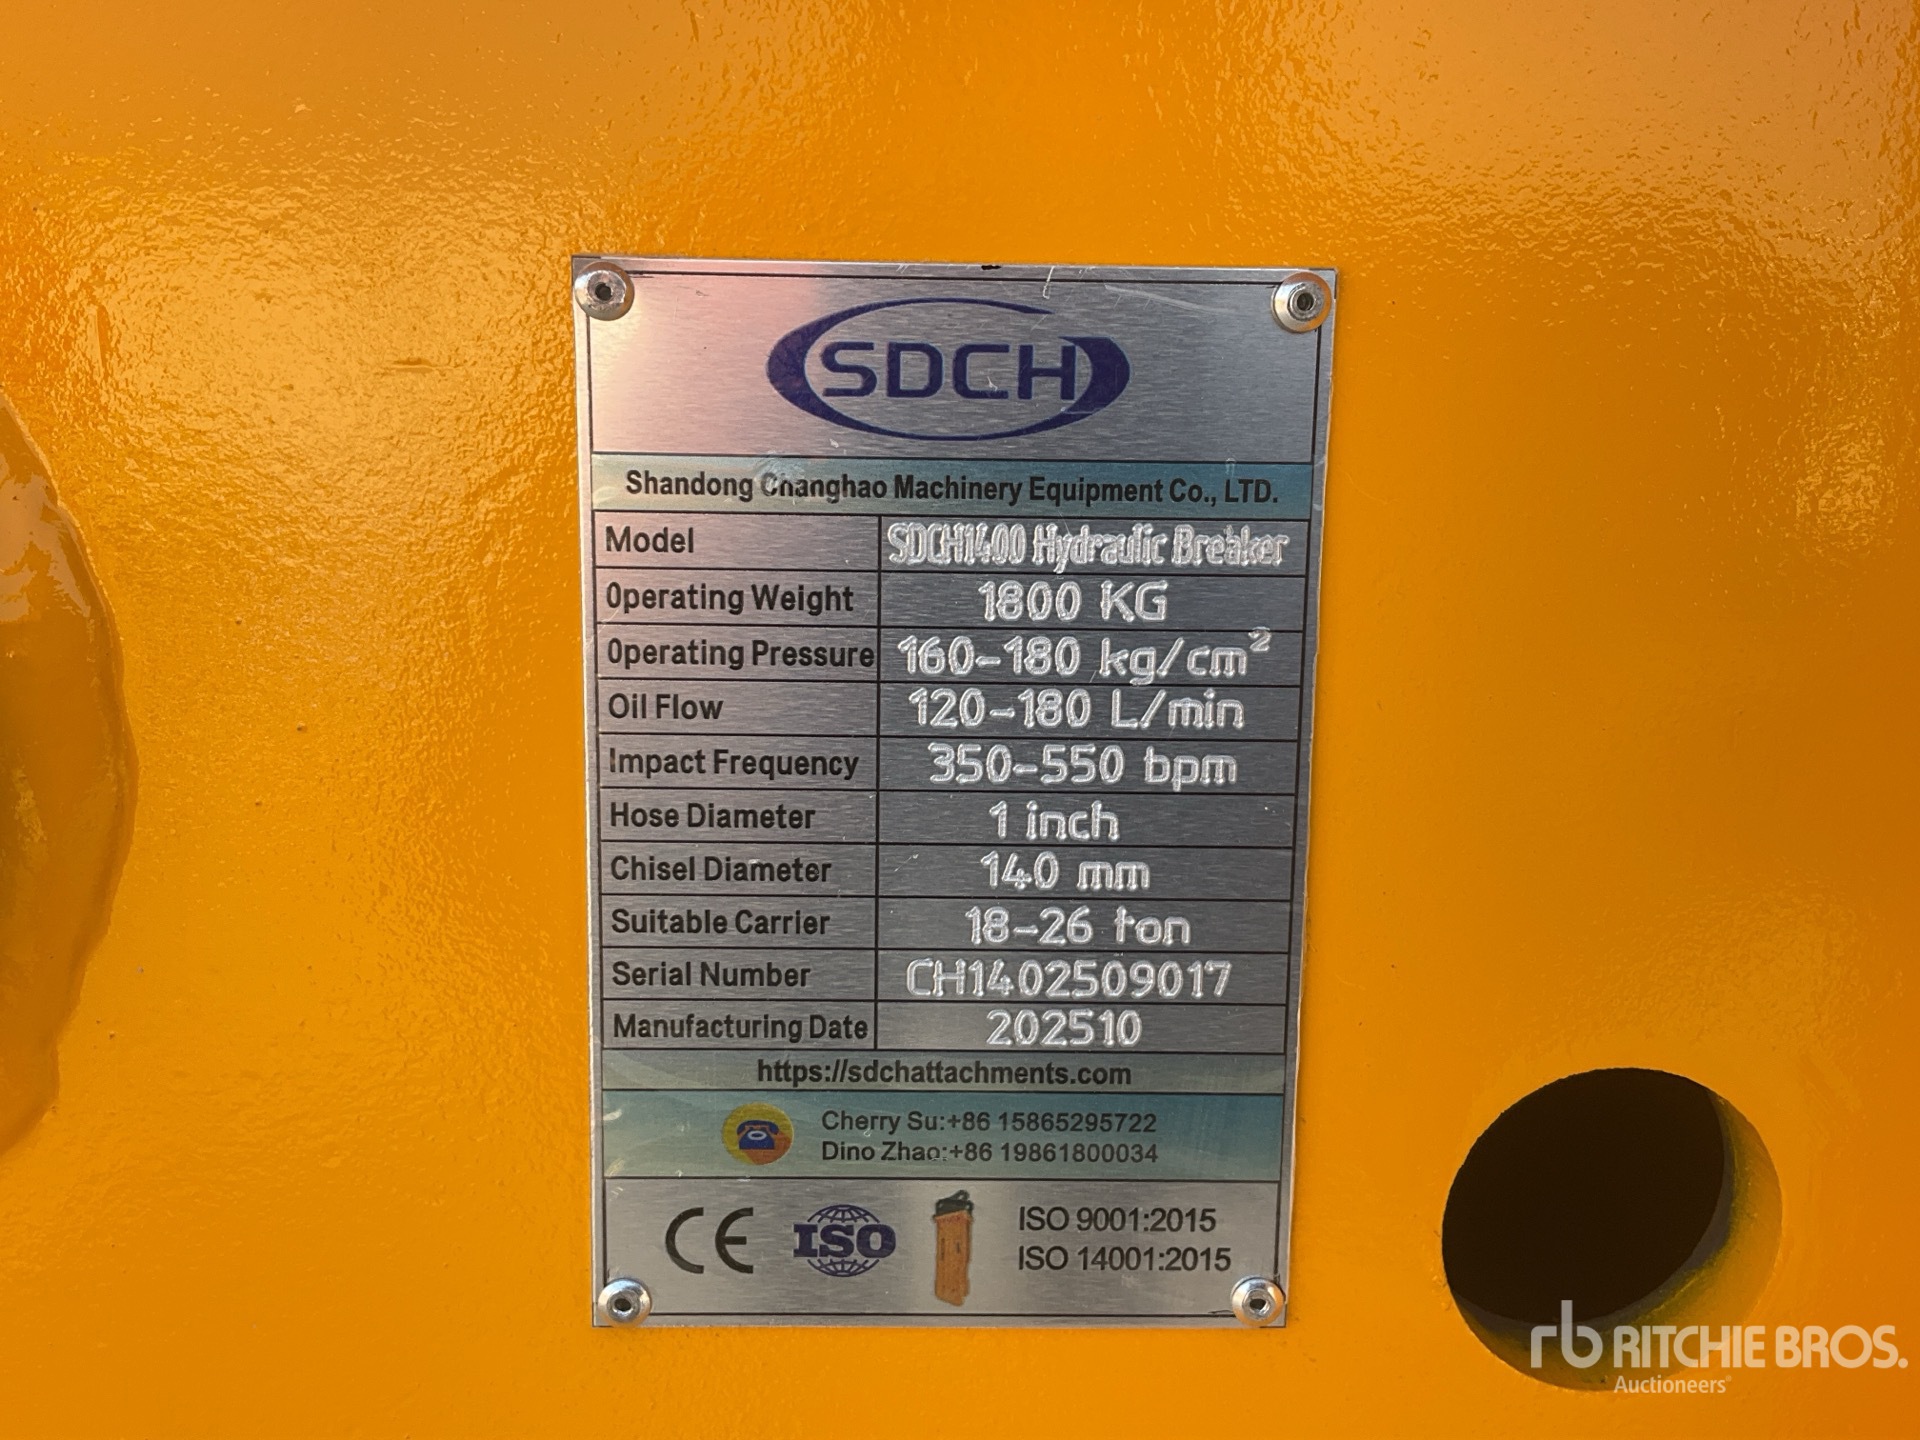 SDCH
Shandong Changhao Machinery Equipment Co., LTD.
Model SDCH1400 Hydraulic Breaker
Operating Weight 1800 KG
Operating Pressure 160-180 kg/cm²
Oil Flow 120-180 L/min
Impact Frequency 350-550 bpm
Hose Diameter 1 inch
Chisel Diameter 140 mm
Suitable Carrier 18-26 ton
Serial Number CH1402509017
Manufacturing Date 202510
https://sdchattachments.com
Cherry Su:+86 15865295722
Dino Zhao:+86 19861800034
CE ISO ISO 9001:2015
ISO 14001:2015
rb RITCHIE BROS.
Auctioneers